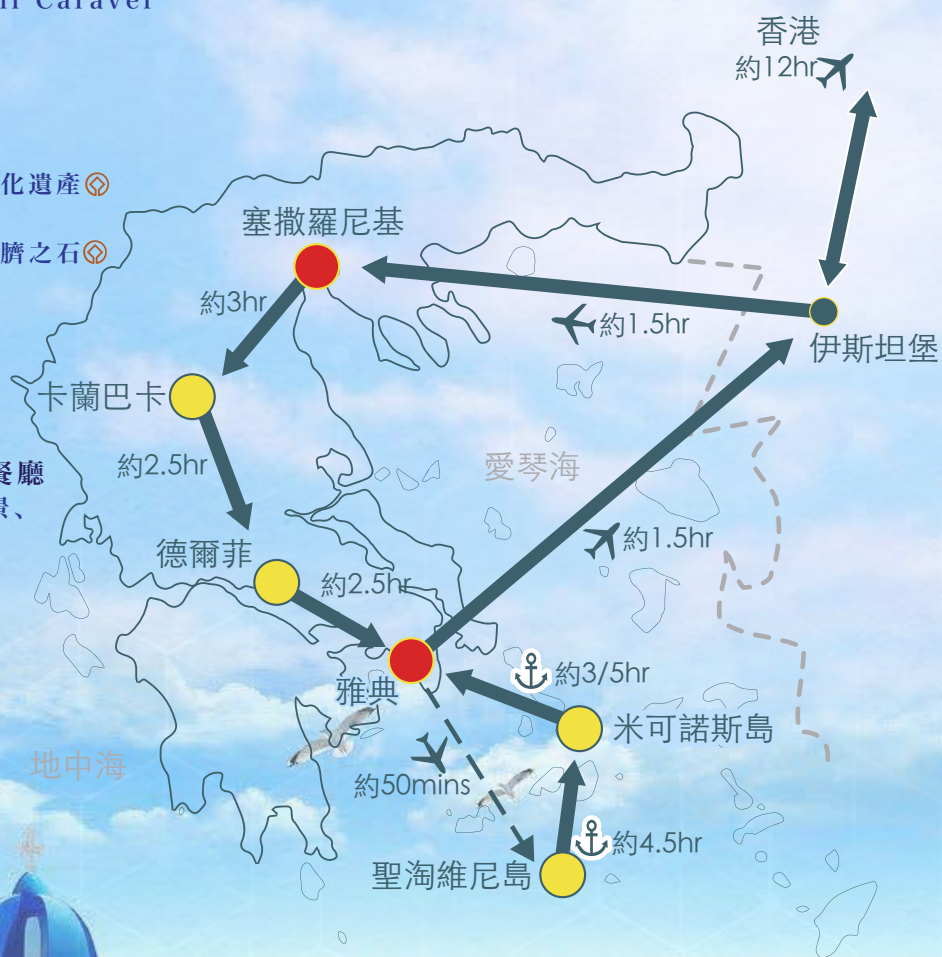 香港
約12hr
化遺產
塞撒羅尼基
臍之石
約3hr
約1.5hr
伊斯坦堡
卡蘭巴卡
約2.5hr
愛琴海
餐廳
景、
約1.5hr
德爾菲
約2.5hr
約3/5hr
雅典
米可諾斯島
地中海
約50mins
約4.5hr
聖淘維尼島